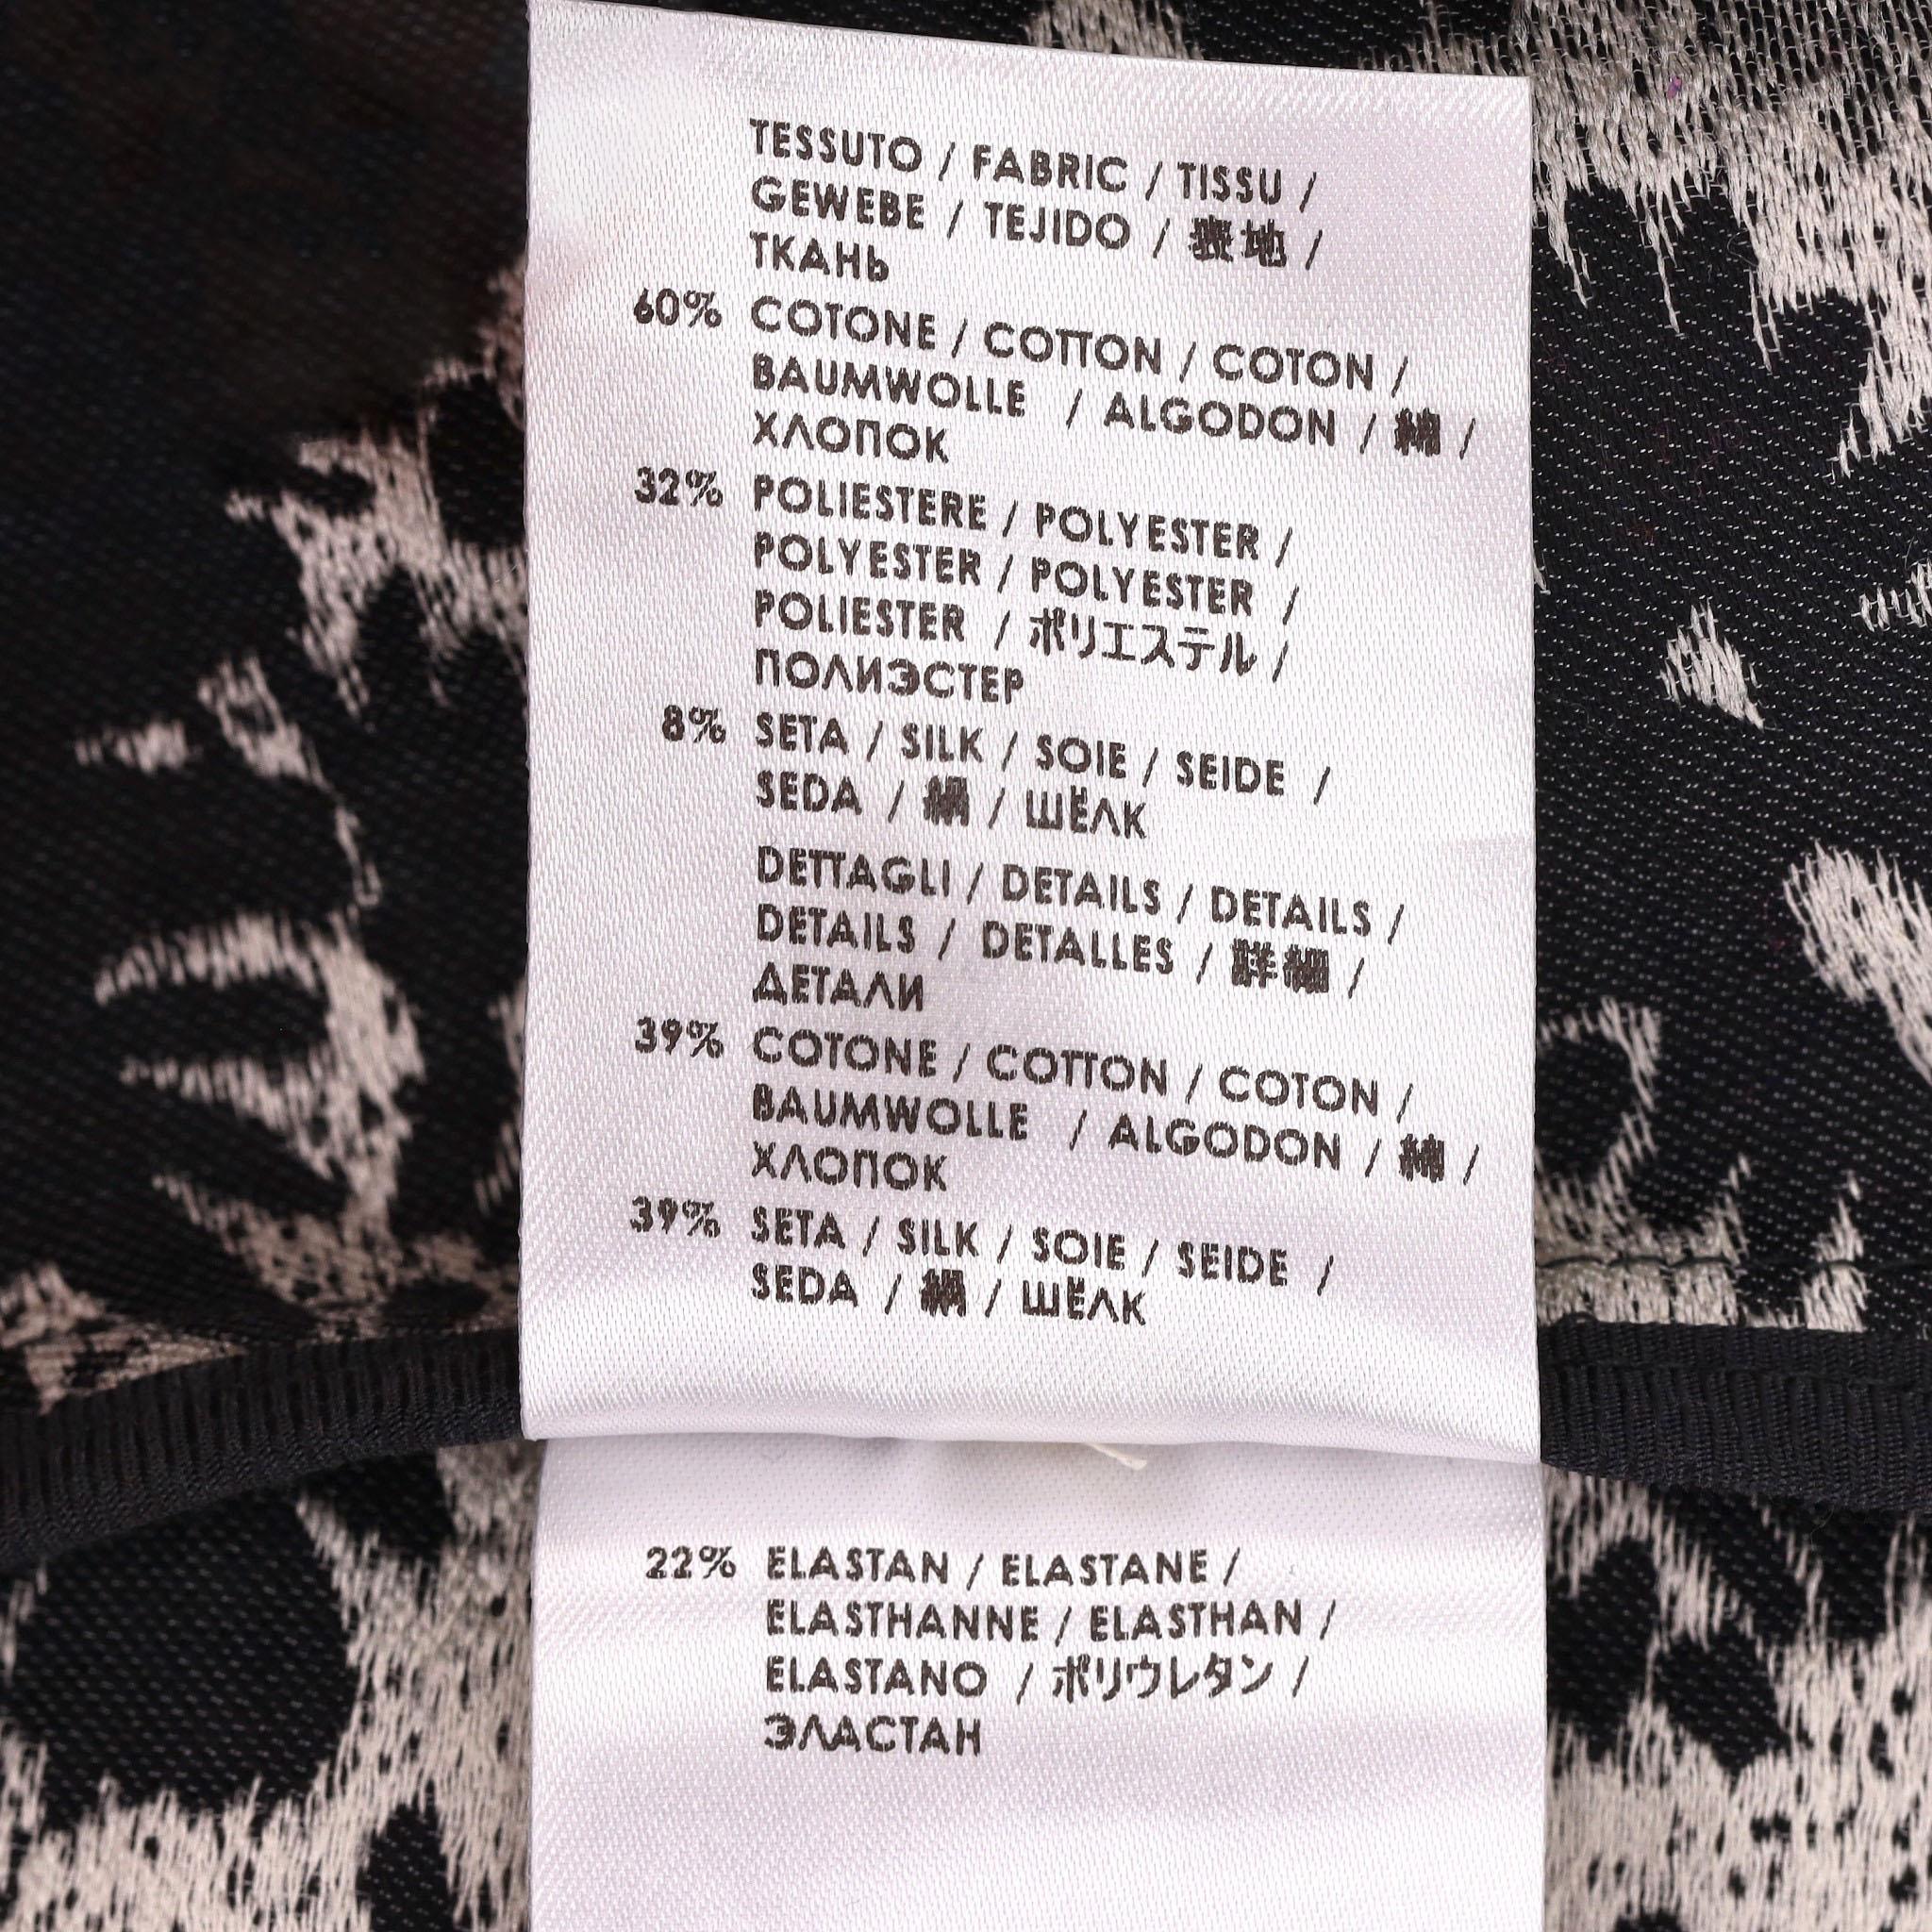 TESSUTO / FABRIC / TISSU /
GEWEBE / TEJIDO / 表地 /
ТКАНЬ
60% COTONE / COTTON / COTON /
BAUMWOLLE / ALGODON / 綿 /
ХЛОПОК
32% POLIESTERE / POLYESTER /
POLYESTER / POLYESTER /
POLIESTER / ポリエステル /
ПОЛИЭСТЕР
8% SETA / SILK / SOIE / SEIDE /
SEDA / 絹 / ШЁЛК
DETTAGLI / DETAILS / DETAILS /
DETAILS / DETALLES / 詳細 /
ДЕТАЛИ
39% COTONE / COTTON / COTON /
BAUMWOLLE / ALGODON / 綿 /
ХЛОПОК
39% SETA / SILK / SOIE / SEIDE /
SEDA / 絹 / ШЁЛК
22% ELASTAN / ELASTANE /
ELASTHANNE / ELASTHAN /
ELASTANO / ポリウレタン /
ЭЛАСТАН